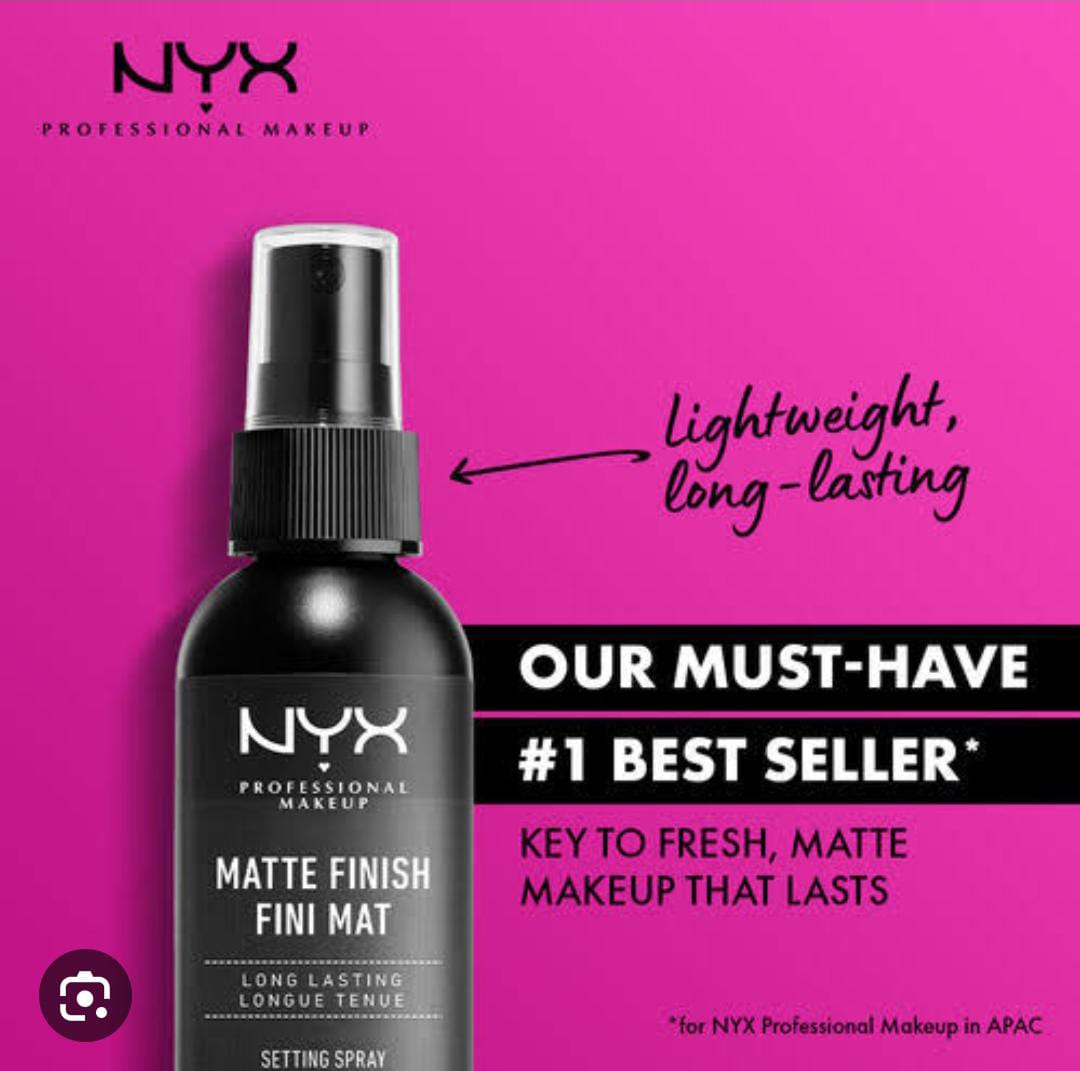 NYX
PROFESSIONAL MAKEUP
lightweight,
long-lasting
OUR MUST-HAVE
#1 BEST SELLER*
KEY TO FRESH, MATTE
MAKEUP THAT LASTS
NYX
PROFESSIONAL
MAKEUP
MATTE FINISH
FINI MAT
LONG LASTING
LONGUE TENUE
SETTING SPRAY
*for NYX Professional Makeup in APAC